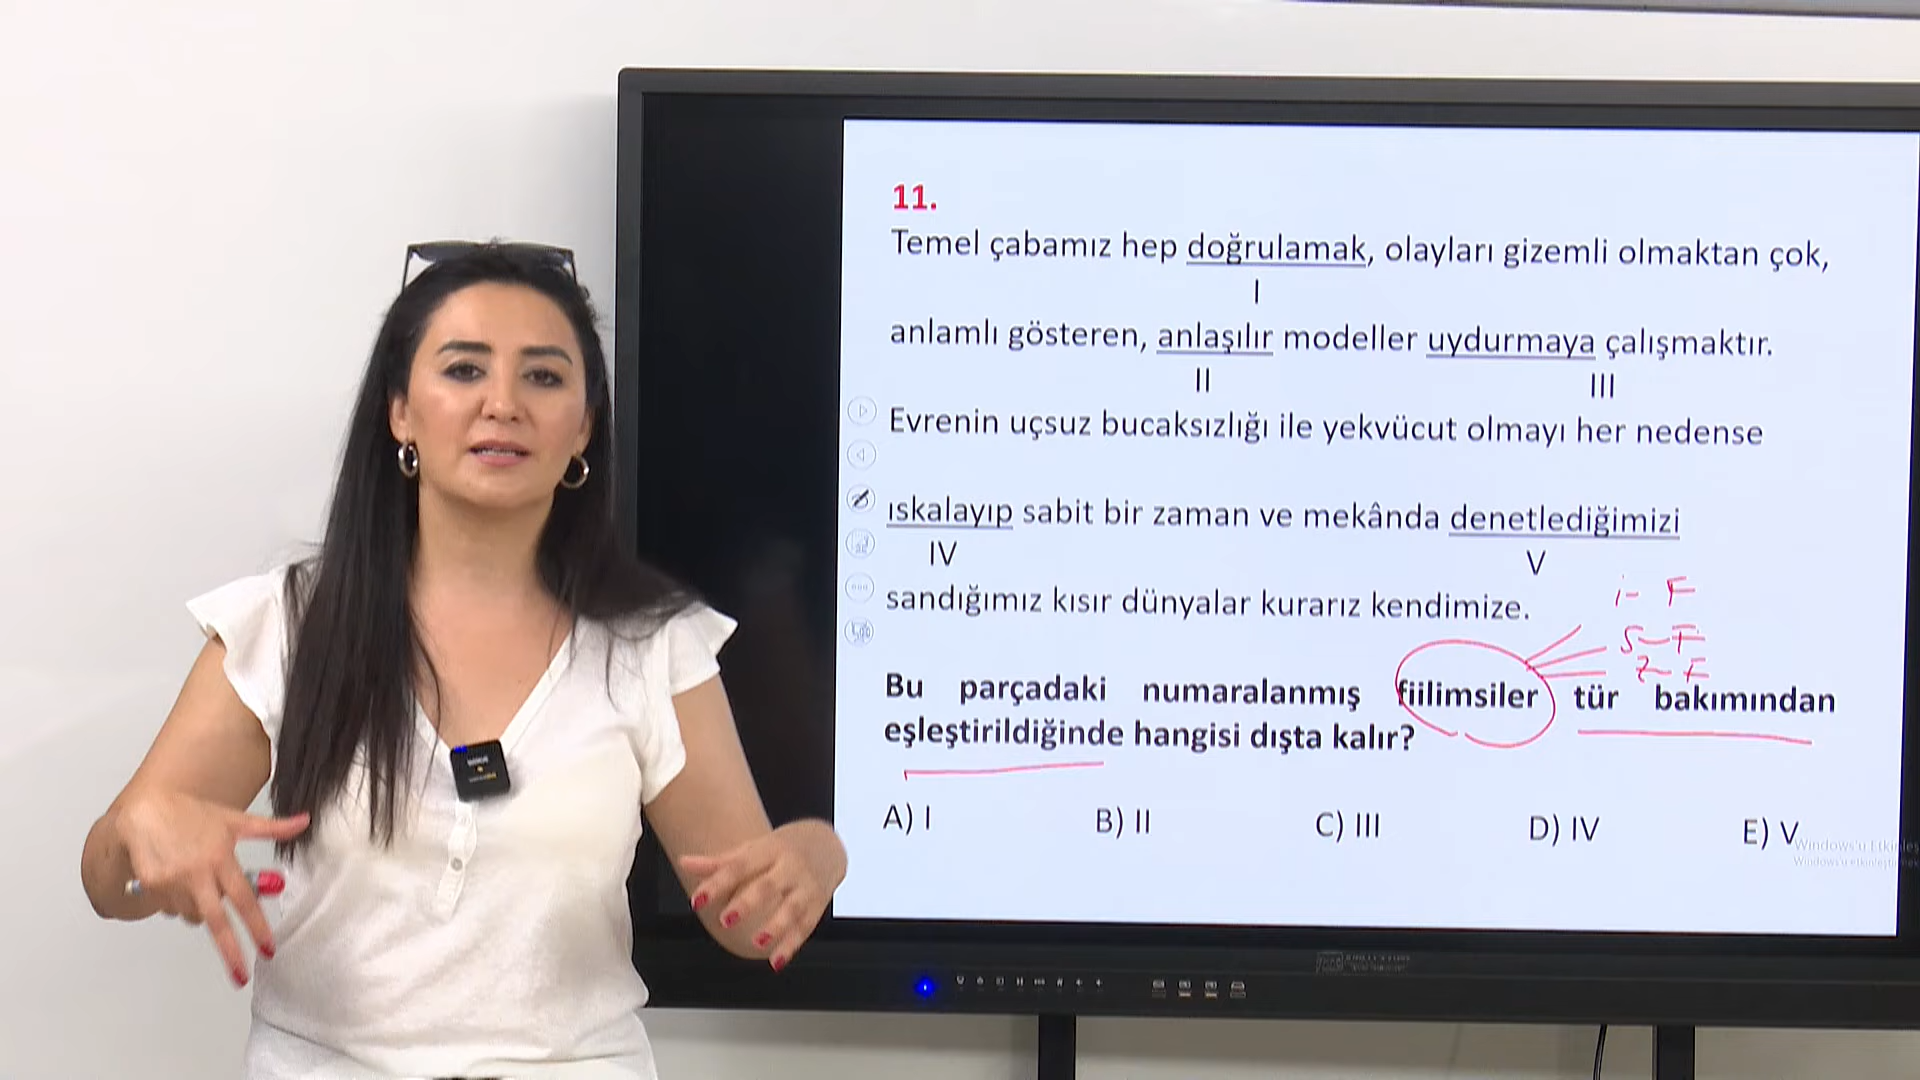 11.
Temel çabamız hep doğrulamak, olayları gizemli olmaktan çok,
I
anlamlı gösteren, anlaşılır modeller uydurmaya çalışmaktır.
II III
Evrenin uçsuz bucaksızlığı ile yekvücut olmayı her nedense
ıskalayıp sabit bir zaman ve mekânda denetlediğimizi
IV V
sandığımız kısır dünyalar kurarız kendimize.
i- F
S-F
Z-F
Bu parçadaki numaralanmış fiilimsiler tür bakımından
eşleştirildiğinde hangisi dışta kalır?
A) I B) II C) III D) IV E) V
Windows'u Etkinleş